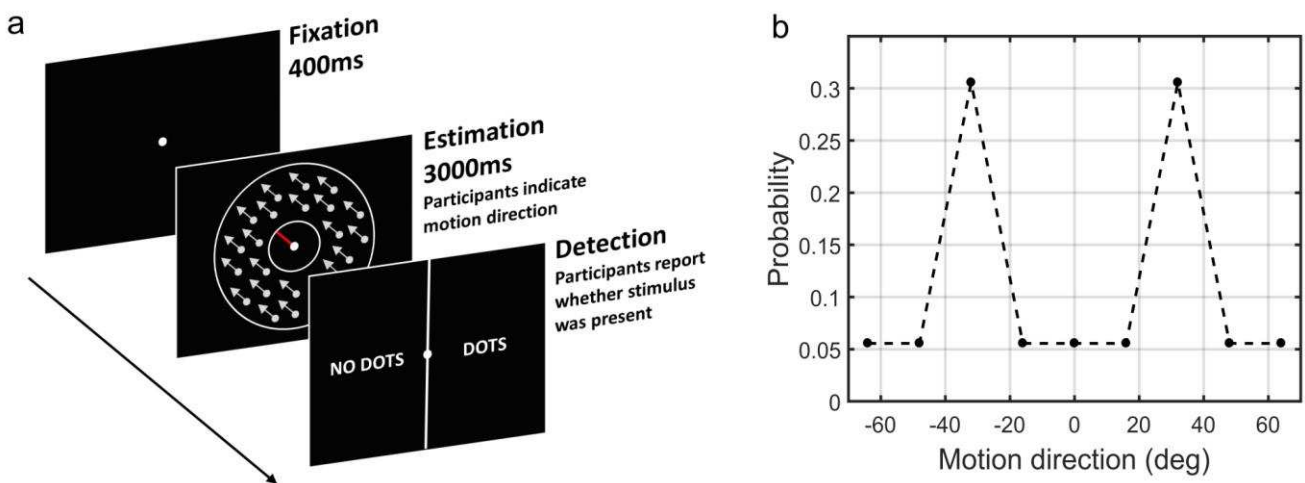 a
Fixation
400ms
Estimation
3000ms
Participants indicate
motion direction
Detection
Participants report
whether stimulus
was present
NO DOTS
DOTS
b
Probability
0.3
0.25
0.2
0.15
0.1
0.05
0
-60 -40 -20 0 20 40 60
Motion direction (deg)